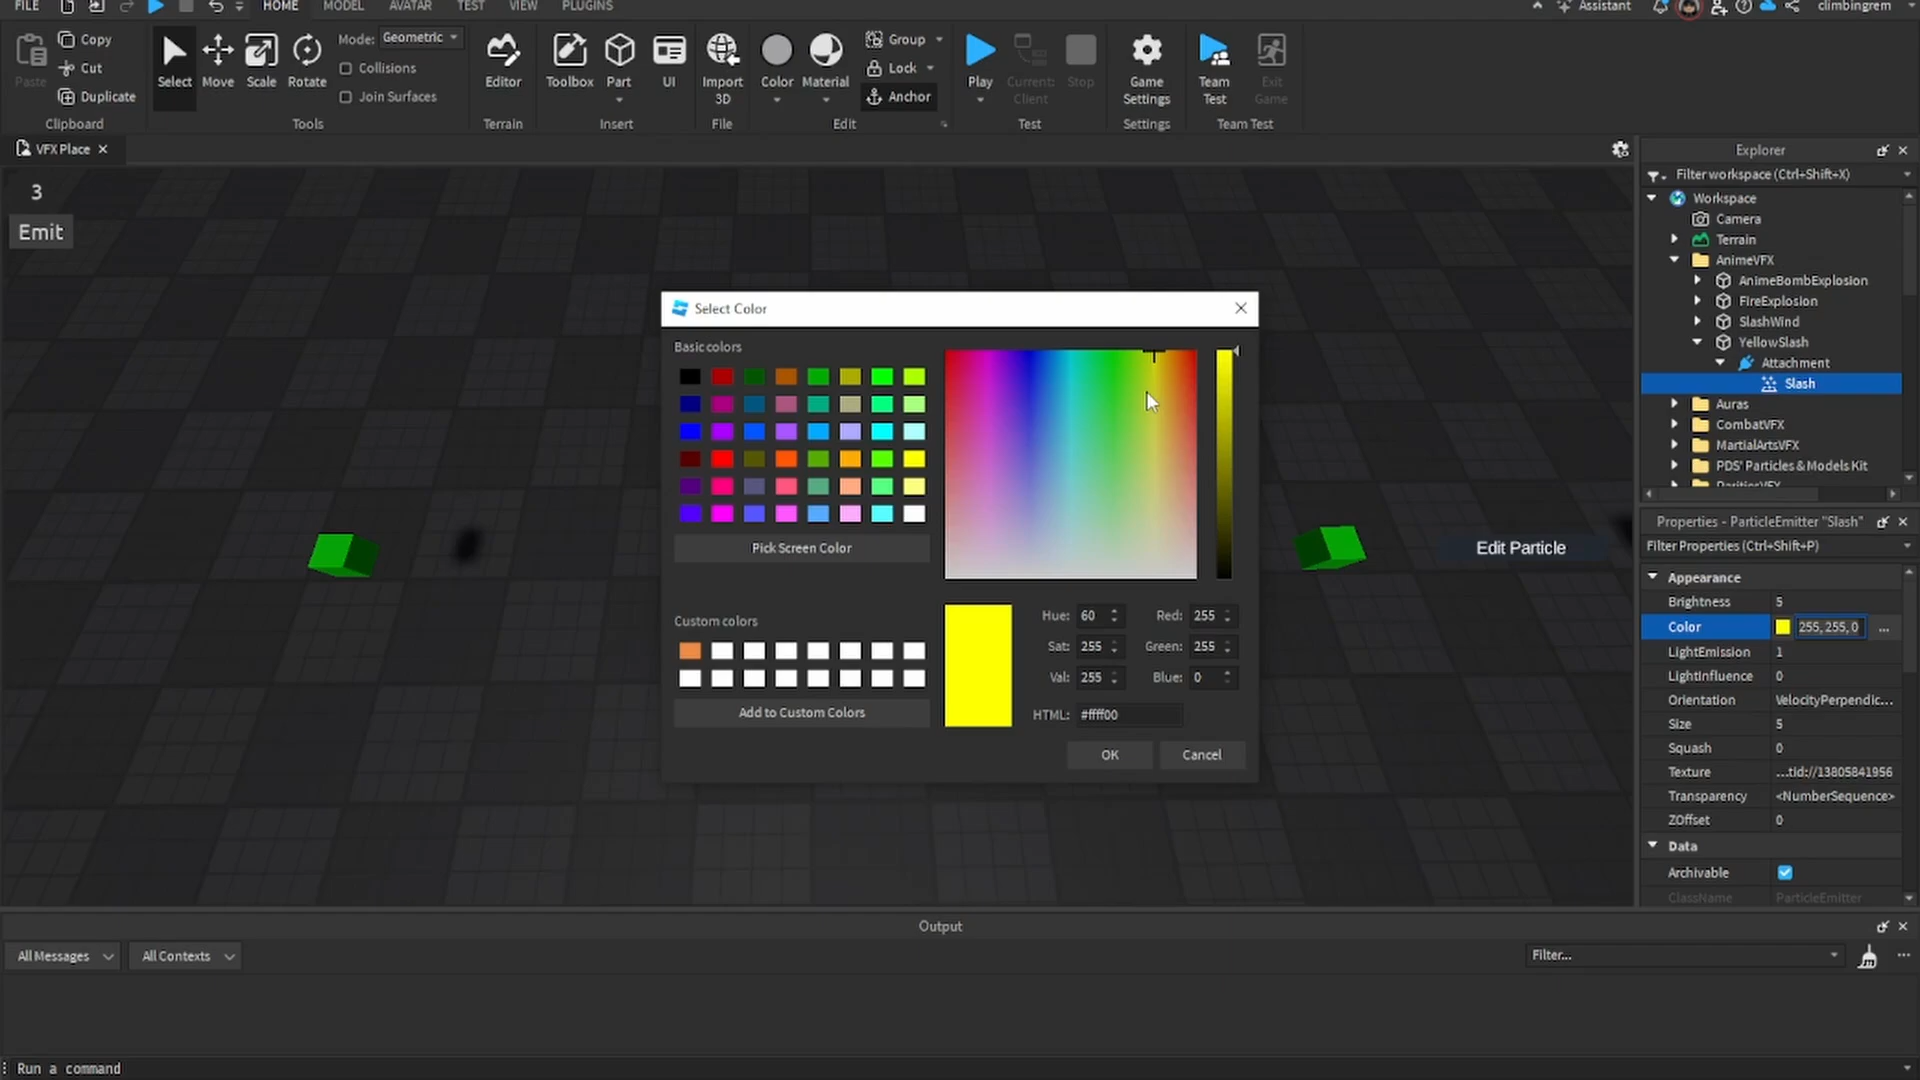 FILE
HOME
MODEL
AVATAR
TEST
VIEW
PLUGINS
Assistant
climbingrem
Paste
Copy
Cut
Duplicate
Clipboard
Select
Move
Scale
Rotate
Mode: Geometric
Collisions
Join Surfaces
Tools
Editor
Terrain
Toolbox
Part
UI
Insert
Import
3D
File
Color
Material
Group
Lock
Anchor
Edit
Play
Current:
Client
Stop
Test
Game
Settings
Settings
Team
Test
Exit
Game
Team Test
VFX Place
3
Emit
Select Color
Basic colors
Pick Screen Color
Custom colors
Add to Custom Colors
Hue: 60
Red: 255
Sat: 255
Green: 255
Val: 255
Blue: 0
HTML: #ffff00
OK
Cancel
Edit Particle
Explorer
Filter workspace (Ctrl+Shift+X)
Workspace
Camera
Terrain
AnimeVFX
AnimeBombExplosion
FireExplosion
SlashWind
YellowSlash
Attachment
Slash
Auras
CombatVFX
MartialArtsVFX
PDS' Particles & Models Kit
Properties - ParticleEmitter "Slash"
Filter Properties (Ctrl+Shift+P)
Appearance
Brightness 5
Color 255, 255, 0 ...
LightEmission 1
LightInfluence 0
Orientation VelocityPerpendic...
Size 5
Squash 0
Texture ...tid://13805841956
Transparency <NumberSequence>
ZOffset 0
Data
Archivable
ClassName ParticleEmitter
Output
All Messages
All Contexts
Filter...
Run a command